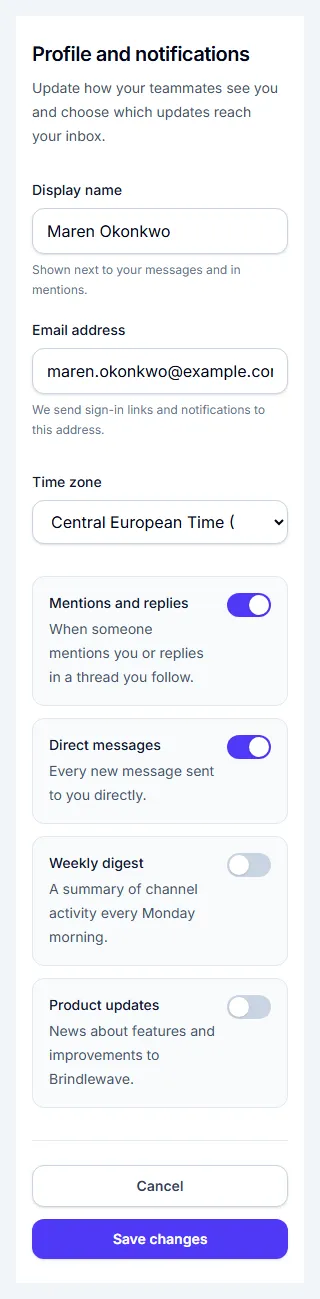 Profile and notifications
Update how your teammates see you
and choose which updates reach
your inbox.
Display name
Maren Okonkwo
Shown next to your messages and in
mentions.
Email address
maren.okonkwo@example.cor
We send sign-in links and notifications to
this address.
Time zone
Central European Time (
Mentions and replies
When someone
mentions you or replies
in a thread you follow.
Direct messages
Every new message sent
to you directly.
Weekly digest
A summary of channel
activity every Monday
morning.
Product updates
News about features and
improvements to
Brindlewave.
Cancel
Save changes